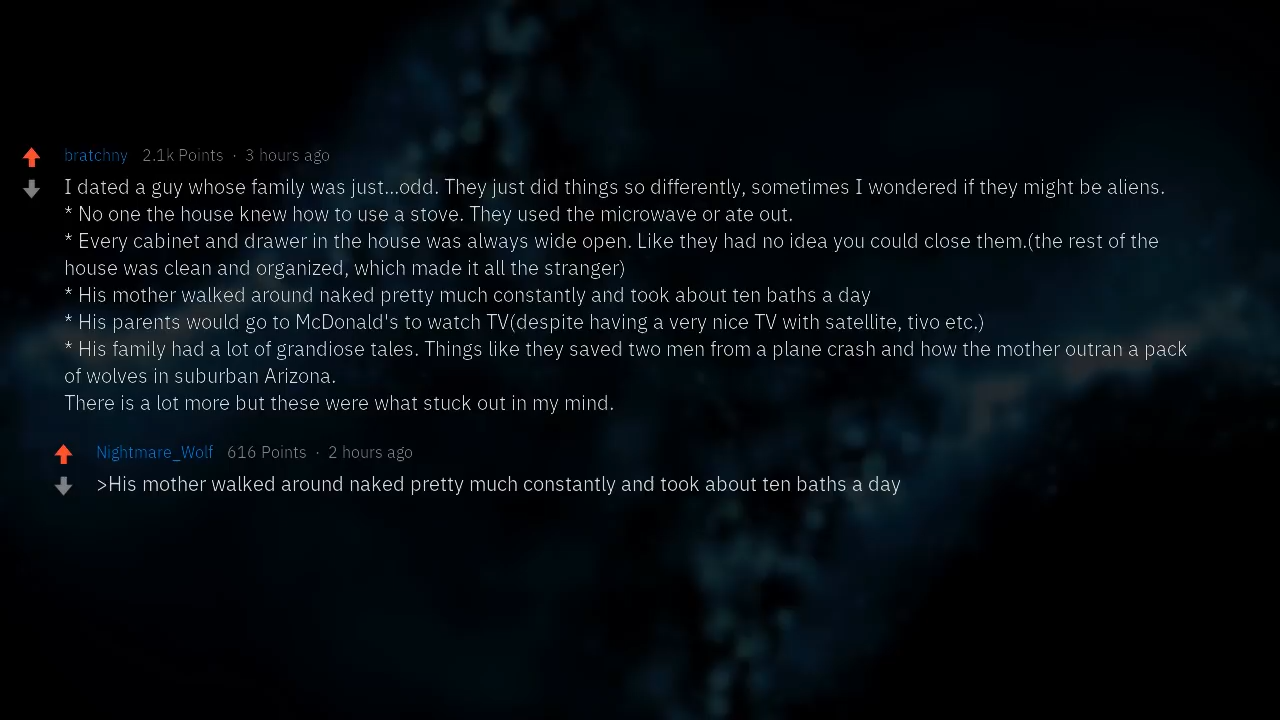 bratchny 2.1k Points · 3 hours ago
I dated a guy whose family was just...odd. They just did things so differently, sometimes I wondered if they might be aliens.
* No one the house knew how to use a stove. They used the microwave or ate out.
* Every cabinet and drawer in the house was always wide open. Like they had no idea you could close them.(the rest of the
house was clean and organized, which made it all the stranger)
* His mother walked around naked pretty much constantly and took about ten baths a day
* His parents would go to McDonald's to watch TV(despite having a very nice TV with satellite, tivo etc.)
* His family had a lot of grandiose tales. Things like they saved two men from a plane crash and how the mother outran a pack
of wolves in suburban Arizona.
There is a lot more but these were what stuck out in my mind.
Nightmare_Wolf 616 Points · 2 hours ago
>His mother walked around naked pretty much constantly and took about ten baths a day